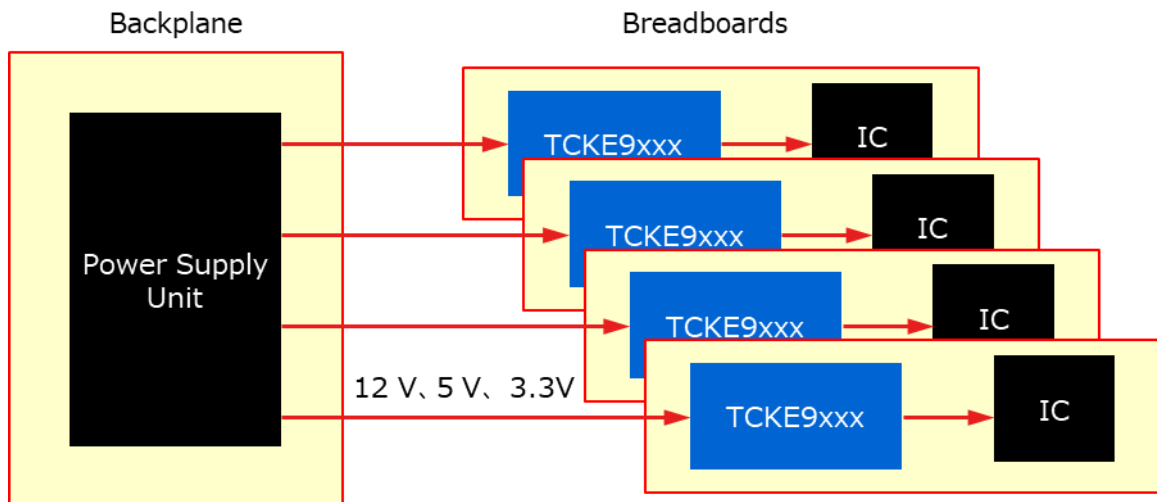 Backplane
Breadboards
Power Supply
Unit
TCKE9xxx
IC
TCKE9xxx
IC
TCKE9xxx
IC
12 V、5 V、 3.3V
TCKE9xxx
IC